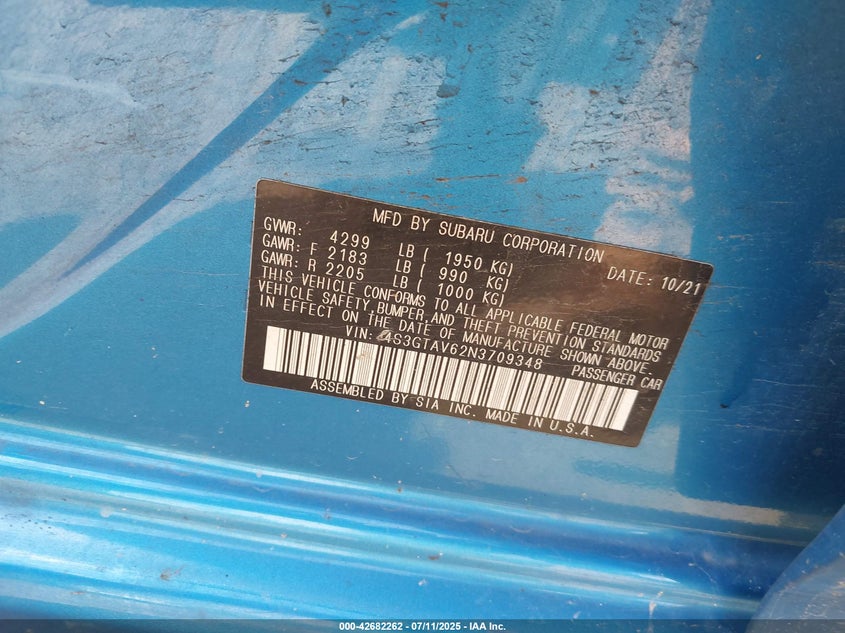 MFD BY SUBARU CORPORATION
GVWR: 4299 LB ( 1950 KG) DATE: 10/21
GAWR: F 2183 LB ( 990 KG)
GAWR: R 2205 LB ( 1000 KG)
THIS VEHICLE CONFORMS TO ALL APPLICABLE FEDERAL MOTOR
VEHICLE SAFETY, BUMPER, AND THEFT PREVENTION STANDARDS
IN EFFECT ON THE DATE OF MANUFACTURE SHOWN ABOVE.
VIN: 4S3GTAV62N3709348 PASSENGER CAR
ASSEMBLED BY SIA INC. MADE IN U.S.A.
000-42682262 - 07/11/2025 - IAA Inc.